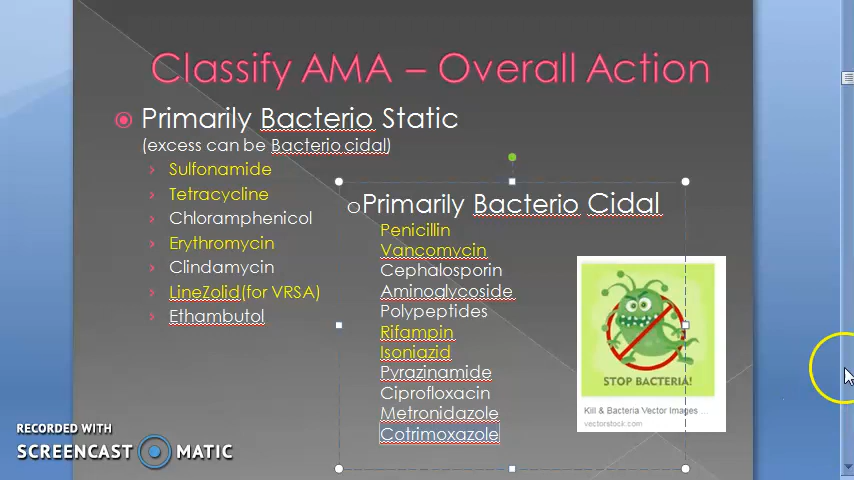 Classify AMA – Overall Action
Primarily Bacterio Static
(excess can be Bacterio cidal)
Sulfonamide
Tetracycline
Chloramphenicol
Erythromycin
Clindamycin
LineZolid(for VRSA)
Ethambutol
Primarily Bacterio Cidal
Penicillin
Vancomycin
Cephalosporin
Aminoglycoside
Polypeptides
Rifampin
Isoniazid
Pyrazinamide
Ciprofloxacin
Metronidazole
Cotrimoxazole
STOP BACTERIA!
Kill & Bacteria Vector Images ...
vectorstock.com
RECORDED WITH
SCREENCAST MATIC